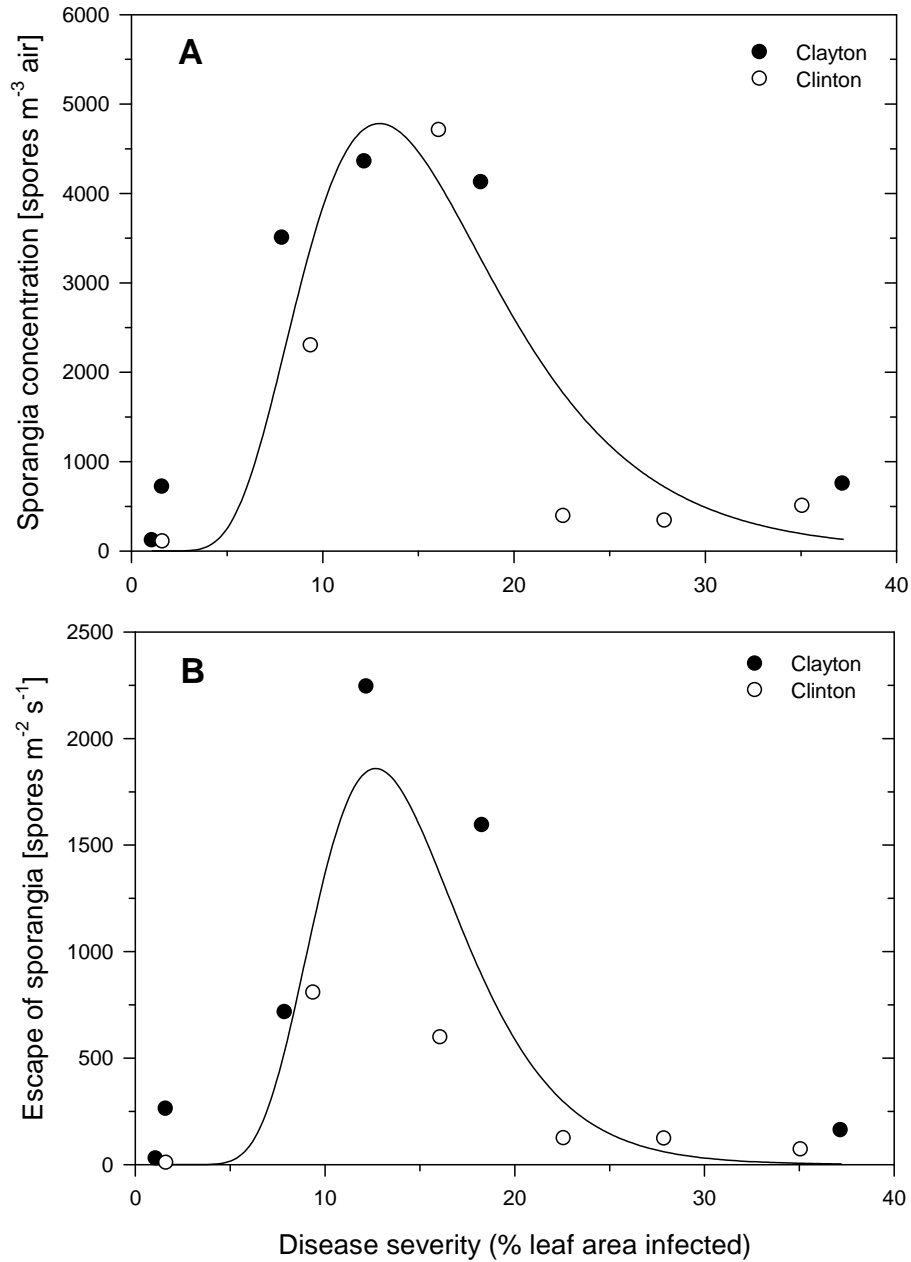 A
Clayton
Clinton
Sporangia concentration [spores m⁻³ air]
6000
5000
4000
3000
2000
1000
0
0 10 20 30 40
B
Clayton
Clinton
Escape of sporangia [spores m⁻² s⁻¹]
2500
2000
1500
1000
500
0
0 10 20 30 40
Disease severity (% leaf area infected)